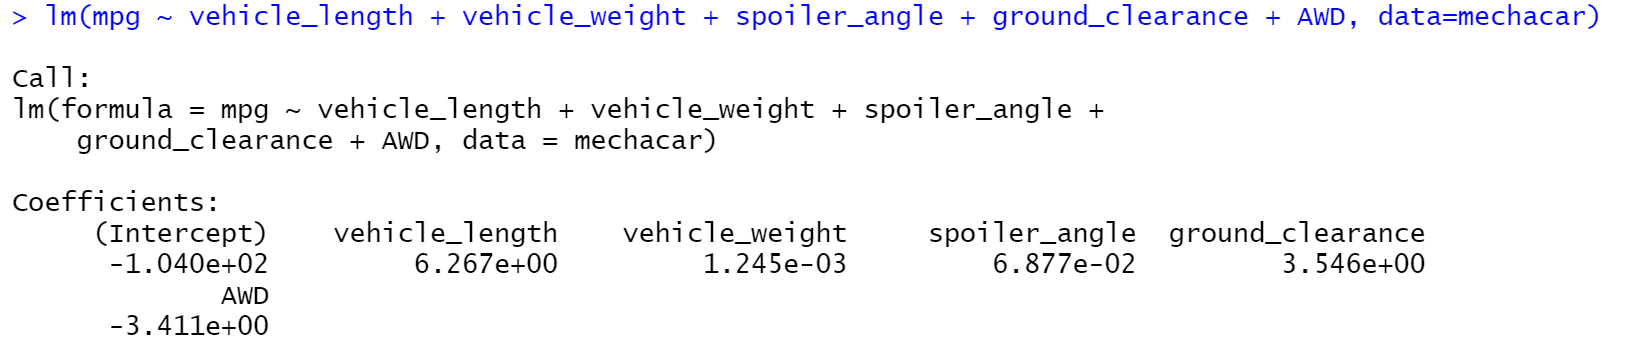 > lm(mpg ~ vehicle_length + vehicle_weight + spoiler_angle + ground_clearance + AWD, data=mechacar)
Call:
lm(formula = mpg ~ vehicle_length + vehicle_weight + spoiler_angle +
    ground_clearance + AWD, data = mechacar)
Coefficients:
     (Intercept)    vehicle_length    vehicle_weight     spoiler_angle  ground_clearance
      -1.040e+02         6.267e+00         1.245e-03         6.877e-02         3.546e+00
             AWD
      -3.411e+00